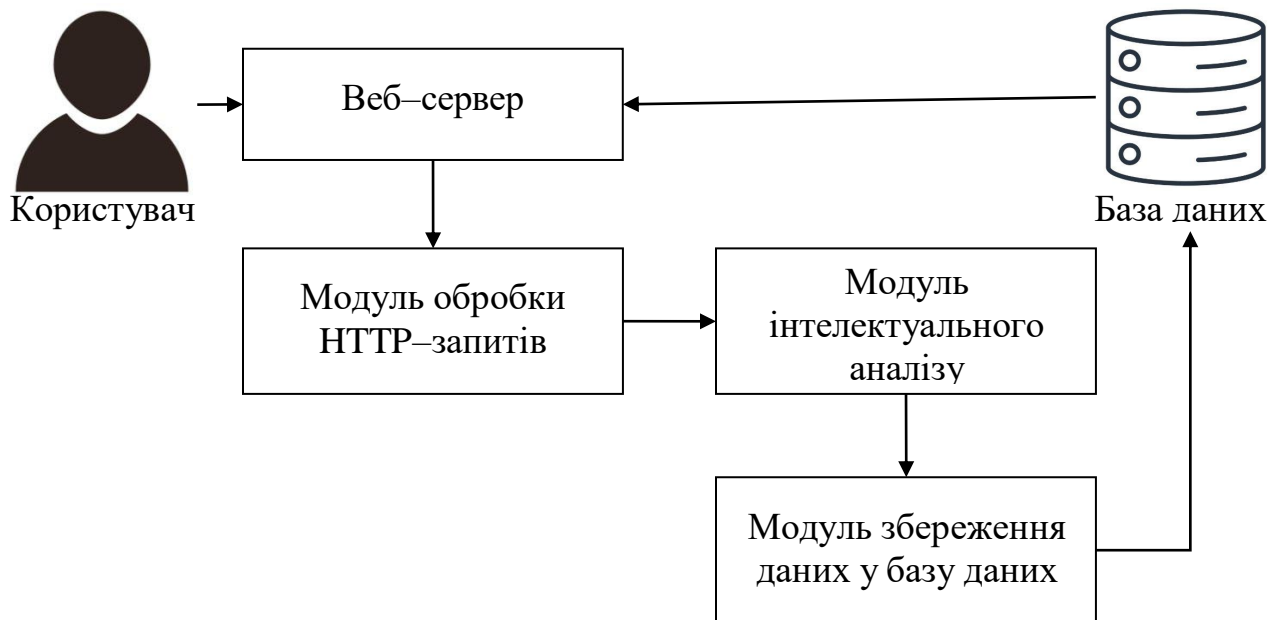 Веб–сервер
Користувач
База даних
Модуль обробки
HTTP–запитів
Модуль
інтелектуального
аналізу
Модуль збереження
даних у базу даних